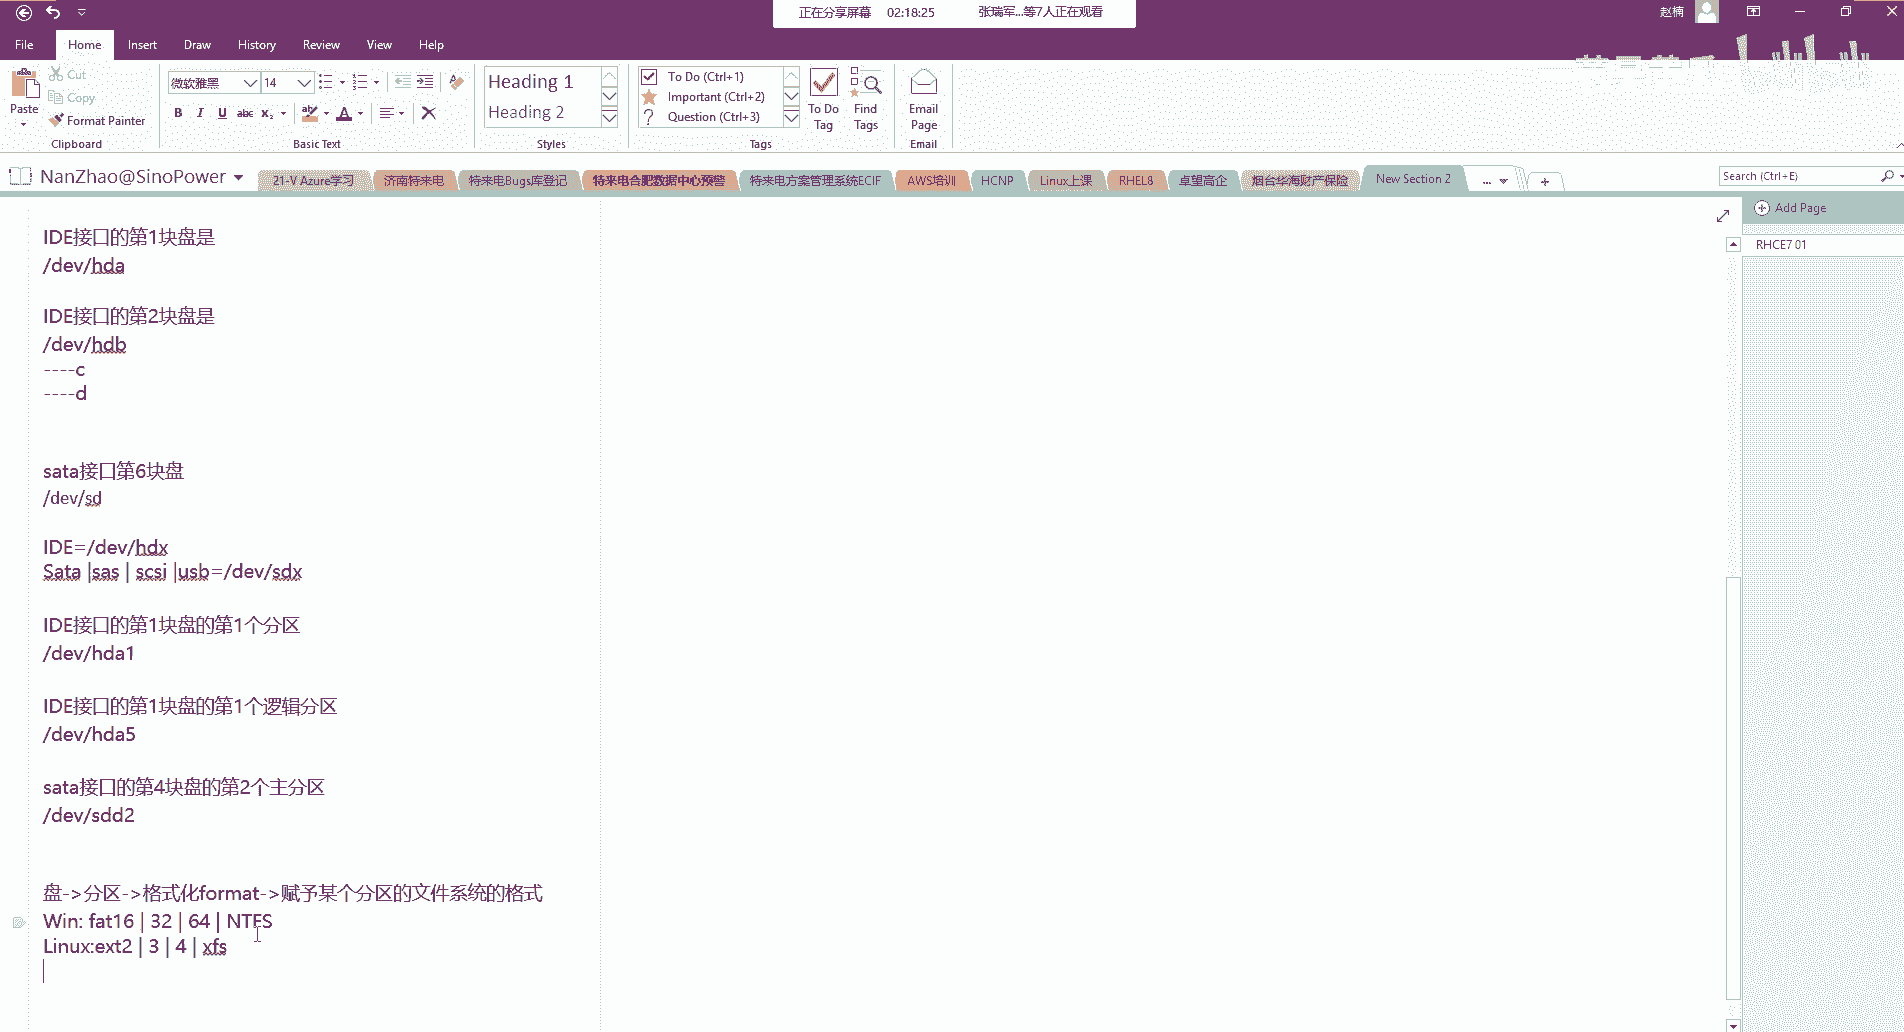 正在分享屏幕 02:18:25 张瑞军...等7人正在观看
赵楠
File Home Insert Draw History Review View Help
Paste
Cut
Copy
Format Painter
Clipboard
微软雅黑 14
B I U abc x₂ ab A
Basic Text
Heading 1
Heading 2
Styles
To Do (Ctrl+1)
Important (Ctrl+2)
Question (Ctrl+3)
Tags
To Do
Tag
Find
Tags
Email
Page
Email
NanZhao@SinoPower
21-V Azure学习 济南特来电 特来电Bugs库登记 特来电合肥数据中心预警 特来电方案管理系统ECIF AWS培训 HCNP Linux上课 RHEL8 卓望高企 烟台华海财产保险 New Section 2 ... +
Search (Ctrl+E)
Add Page
RHCE7 01
IDE接口的第1块盘是
/dev/hda
IDE接口的第2块盘是
/dev/hdb
----c
----d
sata接口第6块盘
/dev/sd
IDE=/dev/hdx
Sata |sas | scsi |usb=/dev/sdx
IDE接口的第1块盘的第1个分区
/dev/hda1
IDE接口的第1块盘的第1个逻辑分区
/dev/hda5
sata接口的第4块盘的第2个主分区
/dev/sdd2
盘->分区->格式化format->赋予某个分区的文件系统的格式
Win: fat16 | 32 | 64 | NTFS
Linux:ext2 | 3 | 4 | xfs